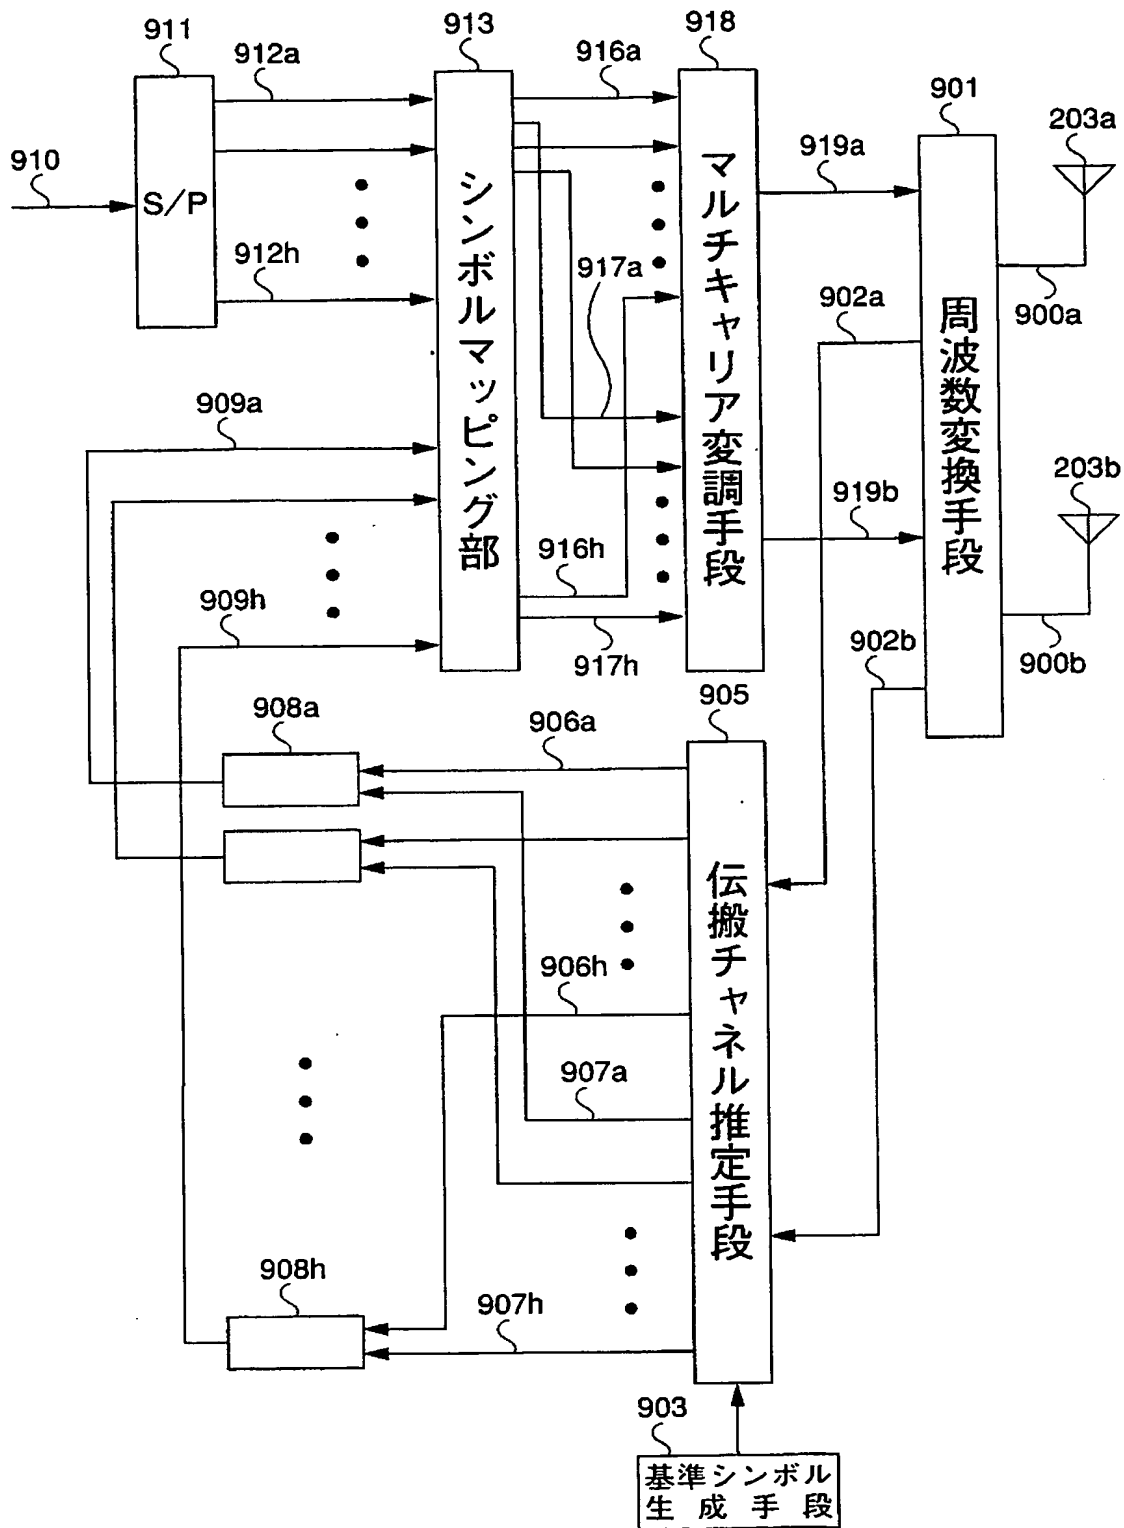 911
912a
913
916a
918
901
203a
910
S/P
919a
912h
917a
902a
900a
シンボルマッピング部
マルチキャリア変調手段
周波数変換手段
909a
919b
203b
916h
909h
917h
902b
900b
908a
906a
905
伝搬チャネル推定手段
906h
907a
908h
907h
903
基準シンボル
生成手段